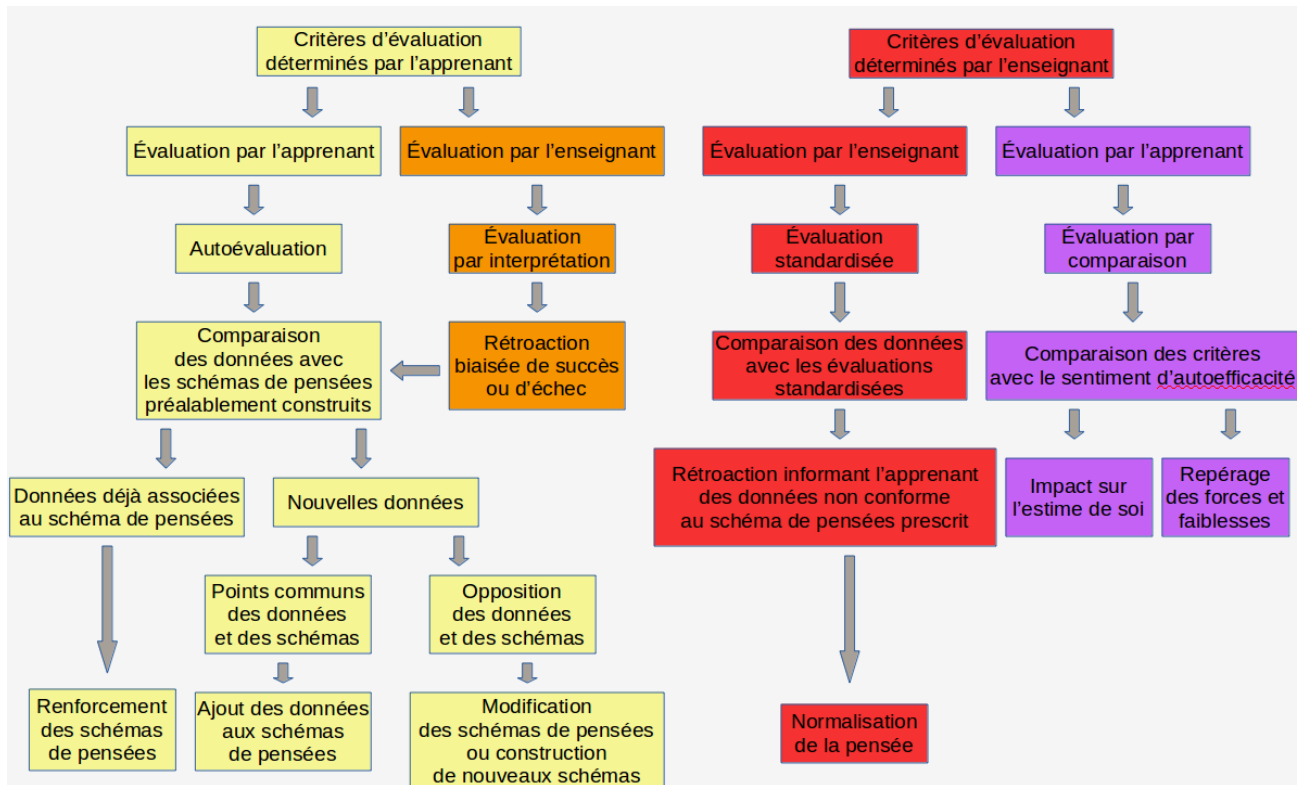 Critères d'évaluation
déterminés par l'apprenant
Critères d'évaluation
déterminés par l'enseignant
Évaluation par l'apprenant
Évaluation par l'enseignant
Évaluation par l'enseignant
Évaluation par l'apprenant
Autoévaluation
Évaluation
par interprétation
Évaluation
standardisée
Évaluation par
comparaison
Comparaison
des données avec
les schémas de pensées
préalablement construits
Rétroaction
biaisée de succès
ou d'échec
Comparaison des données
avec les évaluations
standardisées
Comparaison des critères
avec le sentiment d'autoefficacité
Données déjà associées
au schéma de pensées
Nouvelles données
Rétroaction informant l'apprenant
des données non conforme
au schéma de pensées prescrit
Impact sur
l'estime de soi
Repérage
des forces et
faiblesses
Points communs
des données
et des schémas
Opposition
des données
et des schémas
Renforcement
des schémas
de pensées
Ajout des données
aux schémas
de pensées
Modification
des schémas de pensées
ou construction
de nouveaux schémas
Normalisation
de la pensée